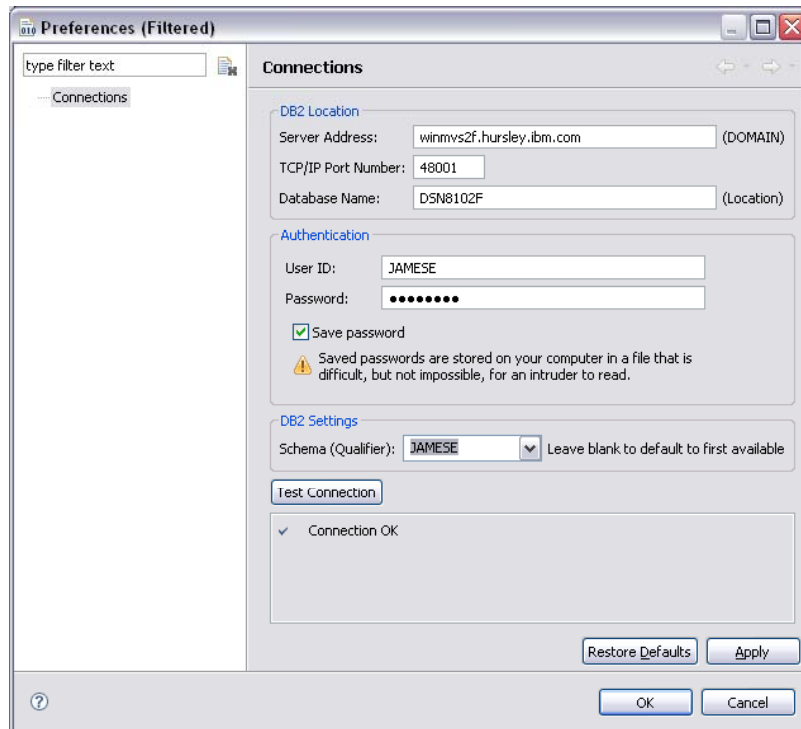 Preferences (Filtered)
type filter text
Connections
Connections
DB2 Location
Server Address: winmvs2f.hursley.ibm.com (DOMAIN)
TCP/IP Port Number: 48001
Database Name: DSN8102F (Location)
Authentication
User ID: JAMESE
Password: ●●●●●●●●
Save password
Saved passwords are stored on your computer in a file that is
difficult, but not impossible, for an intruder to read.
DB2 Settings
Schema (Qualifier): JAMESE Leave blank to default to first available
Test Connection
Connection OK
Restore Defaults Apply
OK Cancel